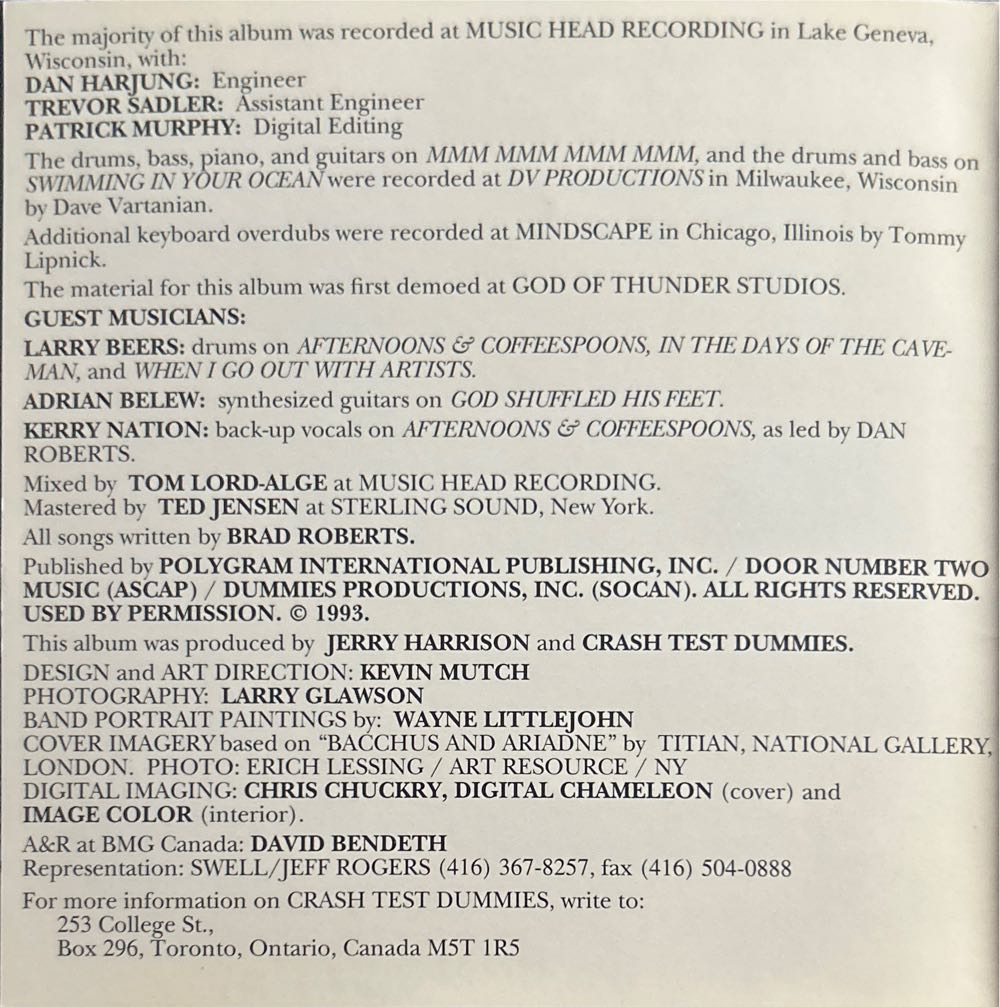 The majority of this album was recorded at MUSIC HEAD RECORDING in Lake Geneva,
Wisconsin, with:
DAN HARJUNG: Engineer
TREVOR SADLER: Assistant Engineer
PATRICK MURPHY: Digital Editing
The drums, bass, piano, and guitars on MMM MMM MMM MMM, and the drums and bass on
SWIMMING IN YOUR OCEAN were recorded at DV PRODUCTIONS in Milwaukee, Wisconsin
by Dave Vartanian.
Additional keyboard overdubs were recorded at MINDSCAPE in Chicago, Illinois by Tommy
Lipnick.
The material for this album was first demoed at GOD OF THUNDER STUDIOS.
GUEST MUSICIANS:
LARRY BEERS: drums on AFTERNOONS & COFFEESPOONS, IN THE DAYS OF THE CAVE-
MAN, and WHEN I GO OUT WITH ARTISTS.
ADRIAN BELEW: synthesized guitars on GOD SHUFFLED HIS FEET.
KERRY NATION: back-up vocals on AFTERNOONS & COFFEESPOONS, as led by DAN
ROBERTS.
Mixed by TOM LORD-ALGE at MUSIC HEAD RECORDING.
Mastered by TED JENSEN at STERLING SOUND, New York.
All songs written by BRAD ROBERTS.
Published by POLYGRAM INTERNATIONAL PUBLISHING, INC. / DOOR NUMBER TWO
MUSIC (ASCAP) / DUMMIES PRODUCTIONS, INC. (SOCAN). ALL RIGHTS RESERVED.
USED BY PERMISSION. © 1993.
This album was produced by JERRY HARRISON and CRASH TEST DUMMIES.
DESIGN and ART DIRECTION: KEVIN MUTCH
PHOTOGRAPHY: LARRY GLAWSON
BAND PORTRAIT PAINTINGS by: WAYNE LITTLEJOHN
COVER IMAGERY based on “BACCHUS AND ARIADNE” by TITIAN, NATIONAL GALLERY,
LONDON. PHOTO: ERICH LESSING / ART RESOURCE / NY
DIGITAL IMAGING: CHRIS CHUCKRY, DIGITAL CHAMELEON (cover) and
IMAGE COLOR (interior).
A&R at BMG Canada: DAVID BENDETH
Representation: SWELL/JEFF ROGERS (416) 367-8257, fax (416) 504-0888
For more information on CRASH TEST DUMMIES, write to:
253 College St.,
Box 296, Toronto, Ontario, Canada M5T 1R5